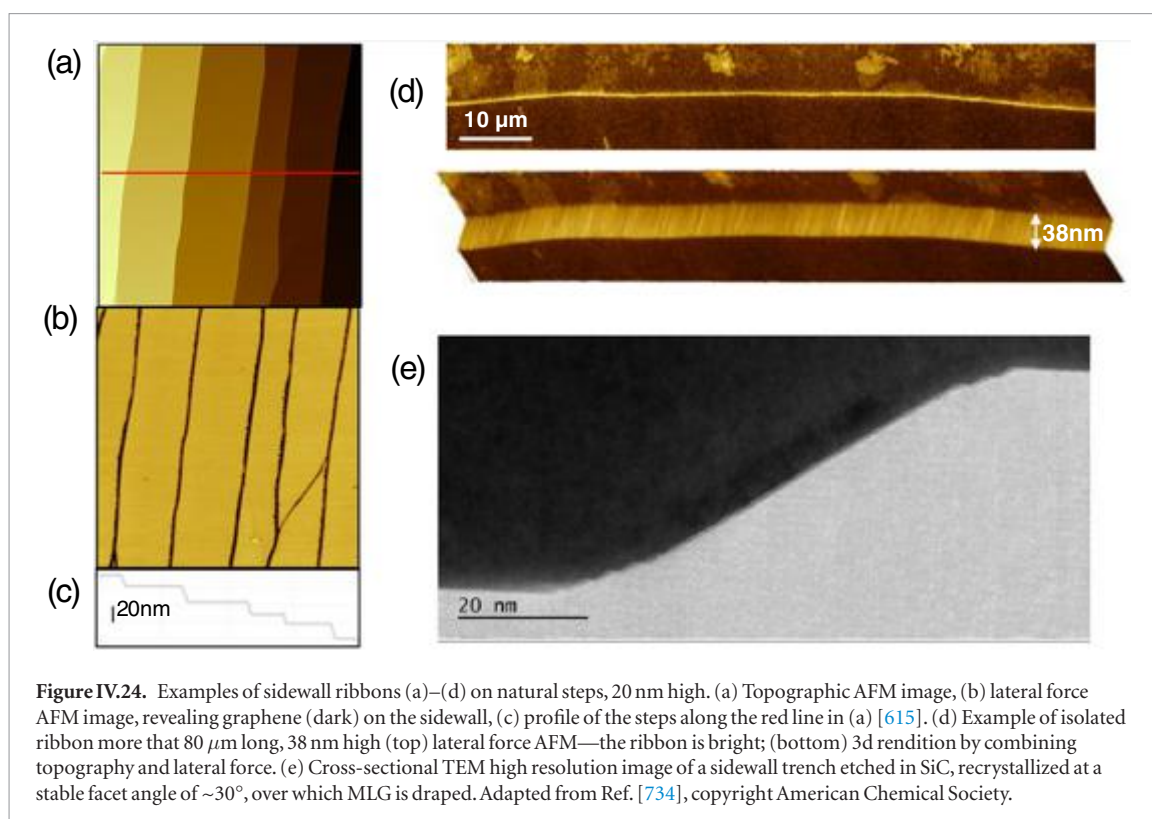 (a)
(d)
10 μm
38nm
(b)
(e)
(c)
20nm
20 nm
Figure IV.24. Examples of sidewall ribbons (a)–(d) on natural steps, 20 nm high. (a) Topographic AFM image, (b) lateral force
AFM image, revealing graphene (dark) on the sidewall, (c) profile of the steps along the red line in (a) [615]. (d) Example of isolated
ribbon more that 80 μm long, 38 nm high (top) lateral force AFM—the ribbon is bright; (bottom) 3d rendition by combining
topography and lateral force. (e) Cross-sectional TEM high resolution image of a sidewall trench etched in SiC, recrystallized at a
stable facet angle of ~30°, over which MLG is draped. Adapted from Ref. [734], copyright American Chemical Society.